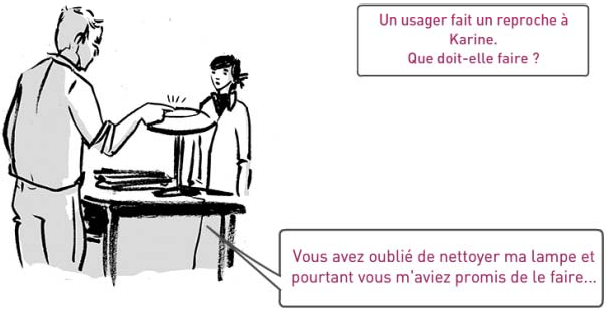 Un usager fait un reproche à
Karine.
Que doit-elle faire ?
Vous avez oublié de nettoyer ma lampe et
pourtant vous m'aviez promis de le faire...